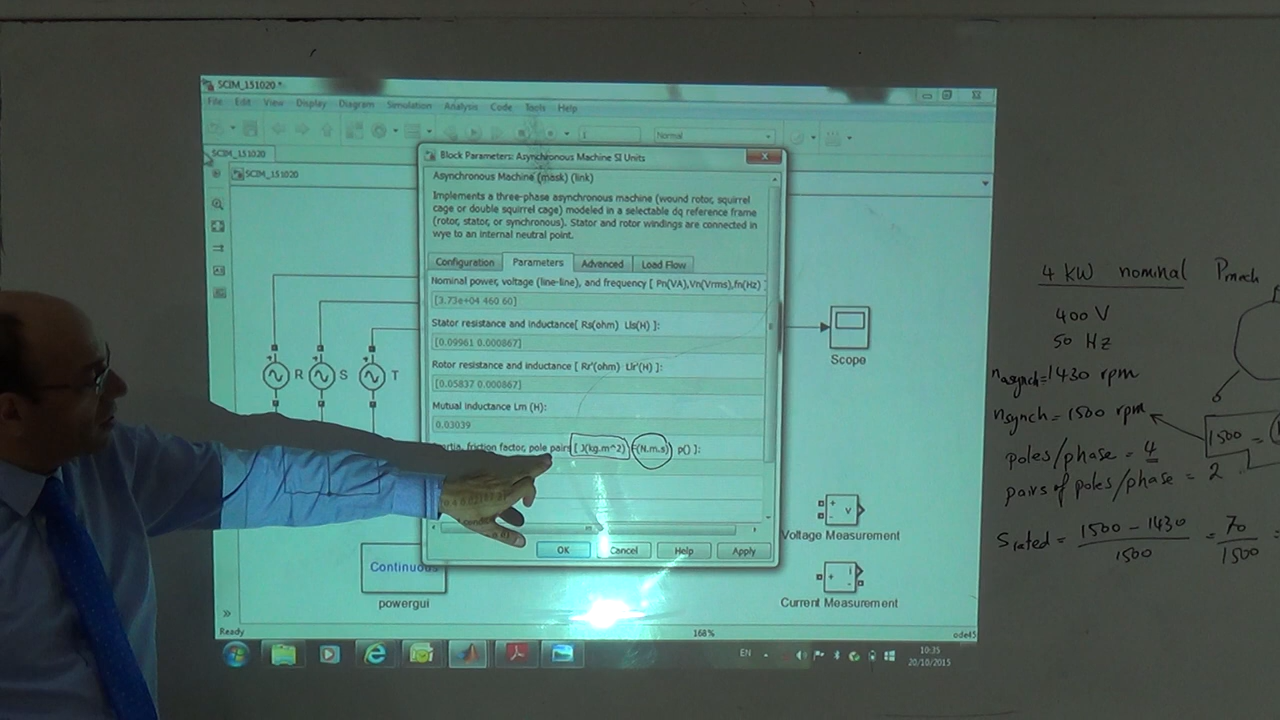 SCIM_151020 *
File Edit View Display Diagram Simulation Analysis Code Tools Help
1
Normal
SCIM_151020
SCIM_151020
Block Parameters: Asynchronous Machine SI Units
Asynchronous Machine (mask) (link)
Implements a three-phase asynchronous machine (wound rotor, squirrel
cage or double squirrel cage) modeled in a selectable dq reference frame
(rotor, stator, or synchronous). Stator and rotor windings are connected in
wye to an internal neutral point.
Configuration Parameters Advanced Load Flow
Nominal power, voltage (line-line), and frequency [ Pn(VA),Vn(Vrms),fn(Hz)
[3.73e+04 460 60]
Stator resistance and inductance[ Rs(ohm) Lls(H) ]:
[0.09961 0.000867]
Rotor resistance and inductance [ Rr'(ohm) Llr'(H) ]:
[0.05837 0.000867]
Mutual inductance Lm (H):
0.03039
friction factor, pole pairs [ J(kg.m^2) F(N.m.s) p() ]:
OK Cancel Help Apply
R S T
Scope
Voltage Measurement
v
Current Measurement
i
Continuous
powergui
Ready
168%
ode45
EN
10:35
20/10/2015
4 KW nominal Pmech
400 V
50 Hz
nasynch = 1430 rpm
nsynch = 1500 rpm
1500 =
poles/phase = 4
pairs of poles/phase = 2
Srated = 1500 - 1430 / 1500 = 70 / 1500 =